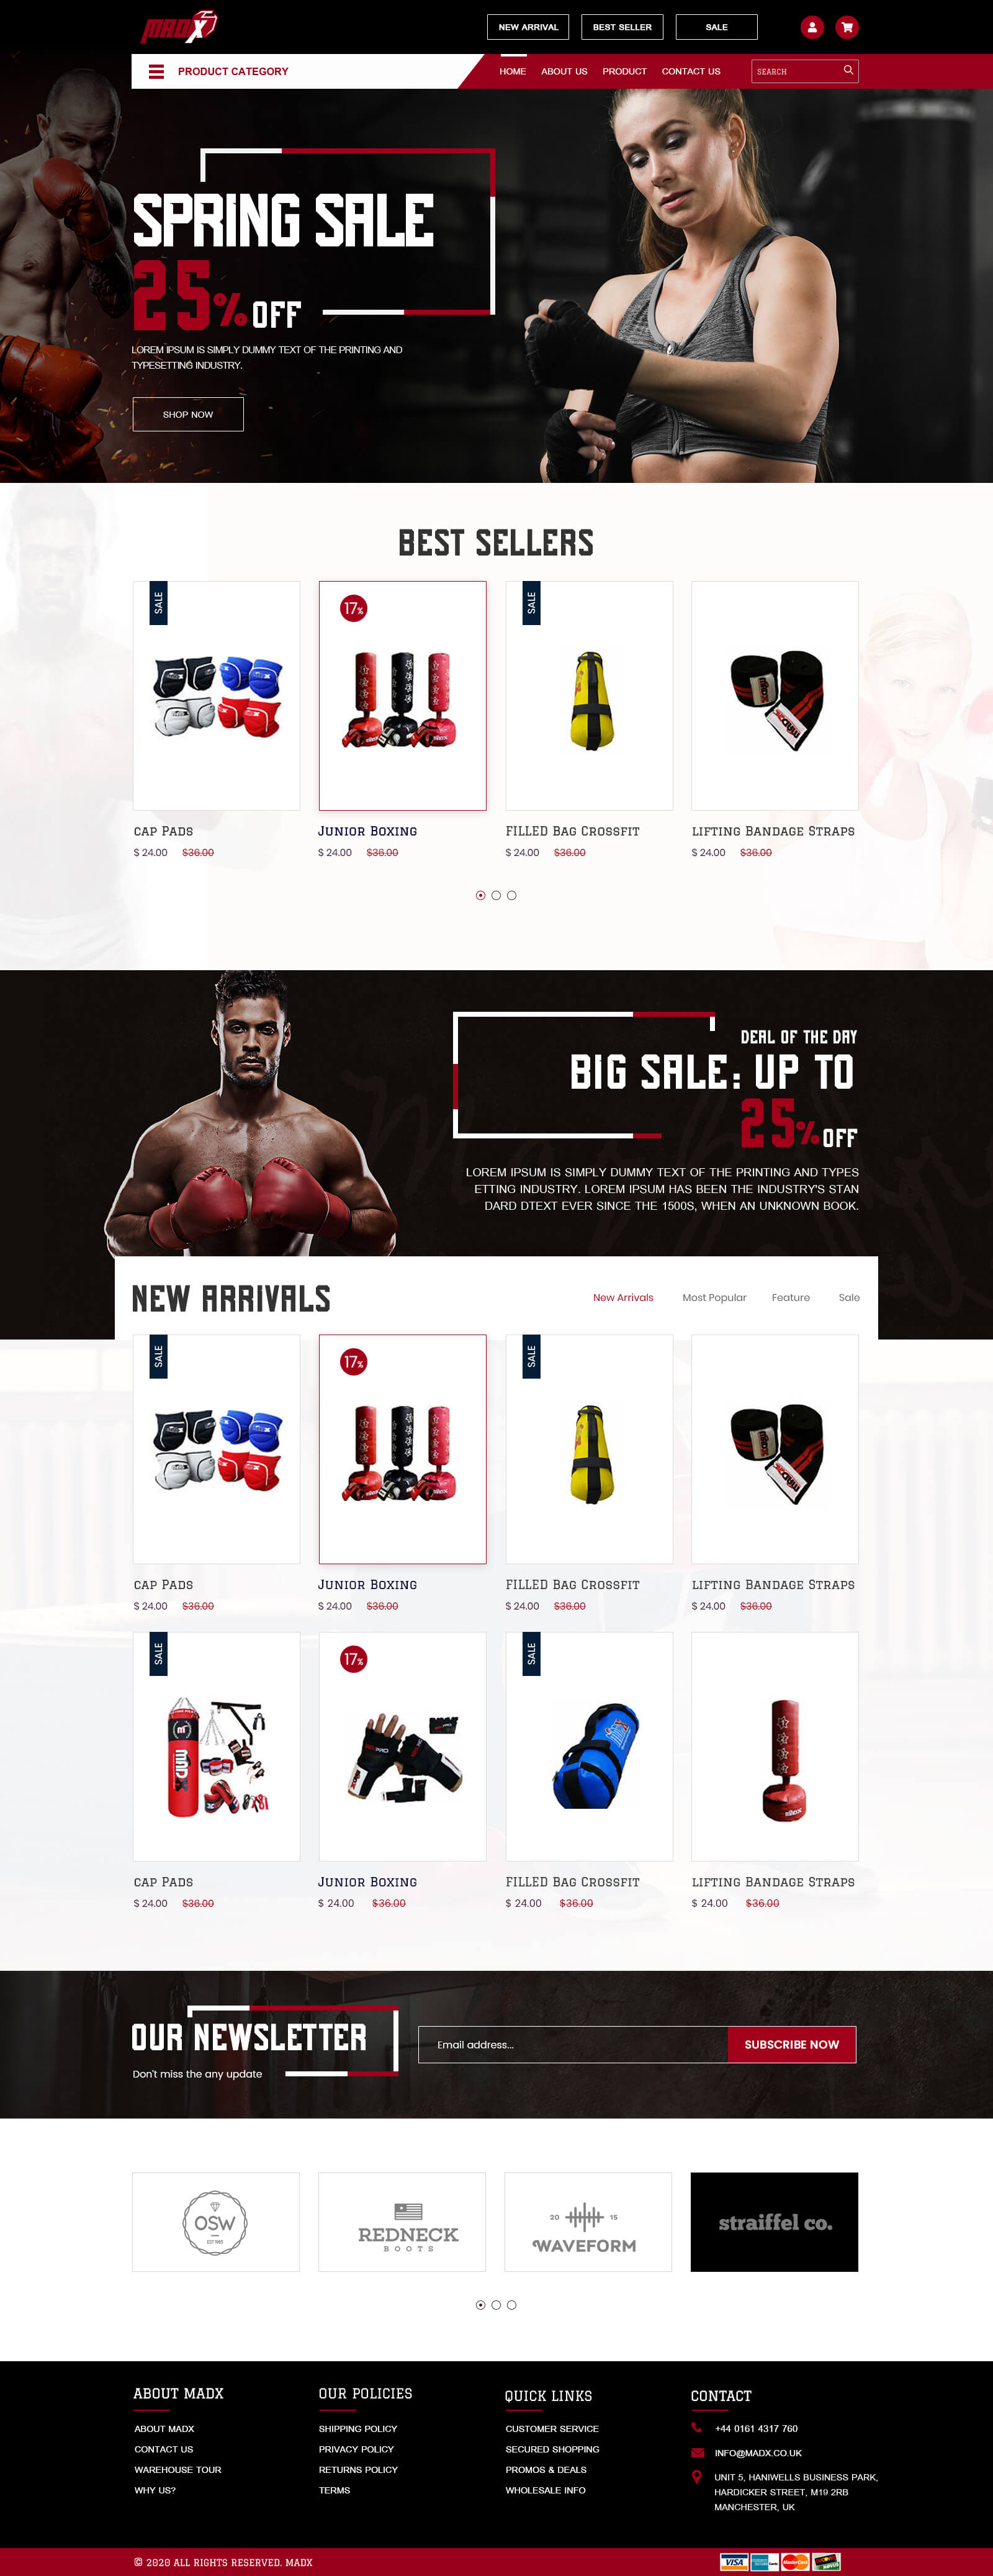 MADX
NEW ARRIVAL
BEST SELLER
SALE
PRODUCT CATEGORY
HOME
ABOUT US
PRODUCT
CONTACT US
SEARCH
SPRING SALE
25% OFF
LOREM IPSUM IS SIMPLY DUMMY TEXT OF THE PRINTING AND
TYPESETTING INDUSTRY.
SHOP NOW
BEST SELLERS
SALE
17%
SALE
CAP PADS
JUNIOR BOXING
FILLED BAG CROSSFIT
LIFTING BANDAGE STRAPS
$ 24.00 $36.00
$ 24.00 $36.00
$ 24.00 $36.00
$ 24.00 $36.00
DEAL OF THE DAY
BIG SALE: UP TO
25% OFF
LOREM IPSUM IS SIMPLY DUMMY TEXT OF THE PRINTING AND TYPES
ETTING INDUSTRY. LOREM IPSUM HAS BEEN THE INDUSTRY'S STAN
DARD DTEXT EVER SINCE THE 1500S, WHEN AN UNKNOWN BOOK.
NEW ARRIVALS
New Arrivals
Most Popular
Feature
Sale
SALE
17%
SALE
CAP PADS
JUNIOR BOXING
FILLED BAG CROSSFIT
LIFTING BANDAGE STRAPS
$ 24.00 $36.00
$ 24.00 $36.00
$ 24.00 $36.00
$ 24.00 $36.00
SALE
17%
SALE
MADX
CAP PADS
JUNIOR BOXING
FILLED BAG CROSSFIT
LIFTING BANDAGE STRAPS
$ 24.00 $36.00
$ 24.00 $36.00
$ 24.00 $36.00
$ 24.00 $36.00
OUR NEWSLETTER
Don't miss the any update
Email address...
SUBSCRIBE NOW
OSW
EST 1985
REDNECK
BOOTS
20 15
WAVEFORM
straiffel co.
ABOUT MADX
ABOUT MADX
CONTACT US
WAREHOUSE TOUR
WHY US?
OUR POLICIES
SHIPPING POLICY
PRIVACY POLICY
RETURNS POLICY
TERMS
QUICK LINKS
CUSTOMER SERVICE
SECURED SHOPPING
PROMOS & DEALS
WHOLESALE INFO
CONTACT
+44 0161 4317 760
INFO@MADX.CO.UK
UNIT 5, HANIWELLS BUSINESS PARK,
HARDICKER STREET, M19 2RB
MANCHESTER, UK
© 2020 ALL RIGHTS RESERVED. MADX
VISA
MasterCard